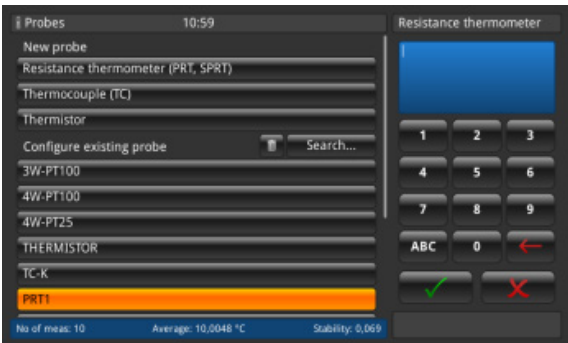 Probes 10:59
New probe
Resistance thermometer (PRT, SPRT)
Thermocouple (TC)
Thermistor
Configure existing probe Search...
3W-PT100
4W-PT100
4W-PT25
THERMISTOR
TC-K
PRT1
No of meas: 10 Average: 10,0048 °C Stability: 0,069
Resistance thermometer
1 2 3
4 5 6
7 8 9
ABC 0